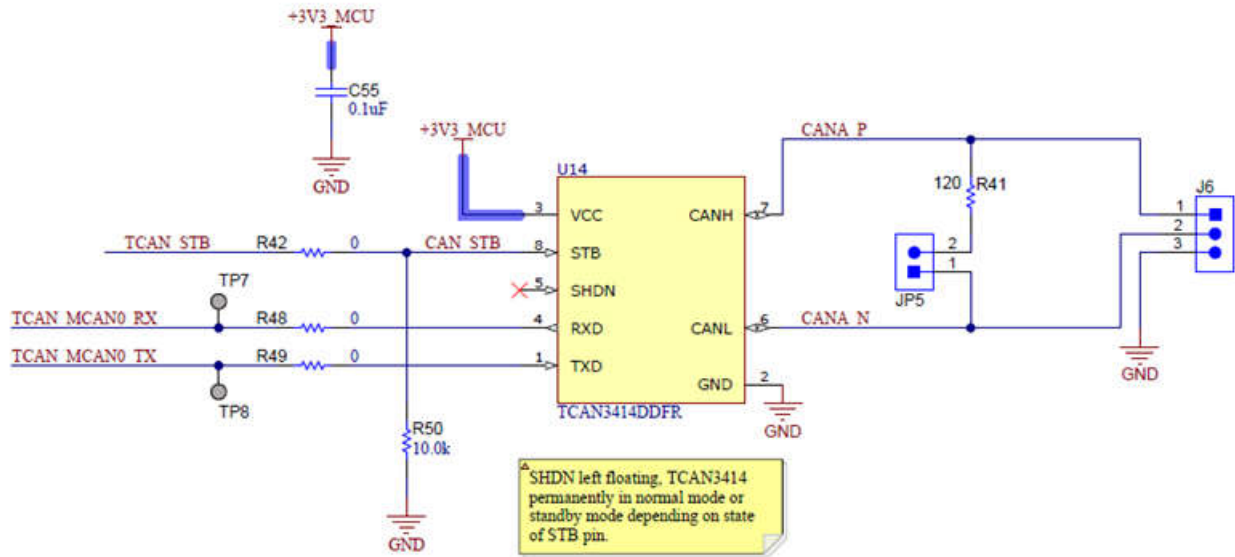 +3V3_MCU
C55
0.1uF
GND
+3V3_MCU
CANA_P
U14
120 R41
J6
3 VCC CANH 7
1
2
3
TCAN_STB R42 0 CAN_STB 8 STB
2
1
JP5
TP7
5 SHDN
TCAN_MCAN0_RX R48 0 4 RXD CANL 6 CANA_N
TCAN_MCAN0_TX R49 0 1 TXD
GND
GND 2
TP8
TCAN3414DDFR
GND
R50
10.0k
GND
SHDN left floating, TCAN3414
permanently in normal mode or
standby mode depending on state
of STB pin.